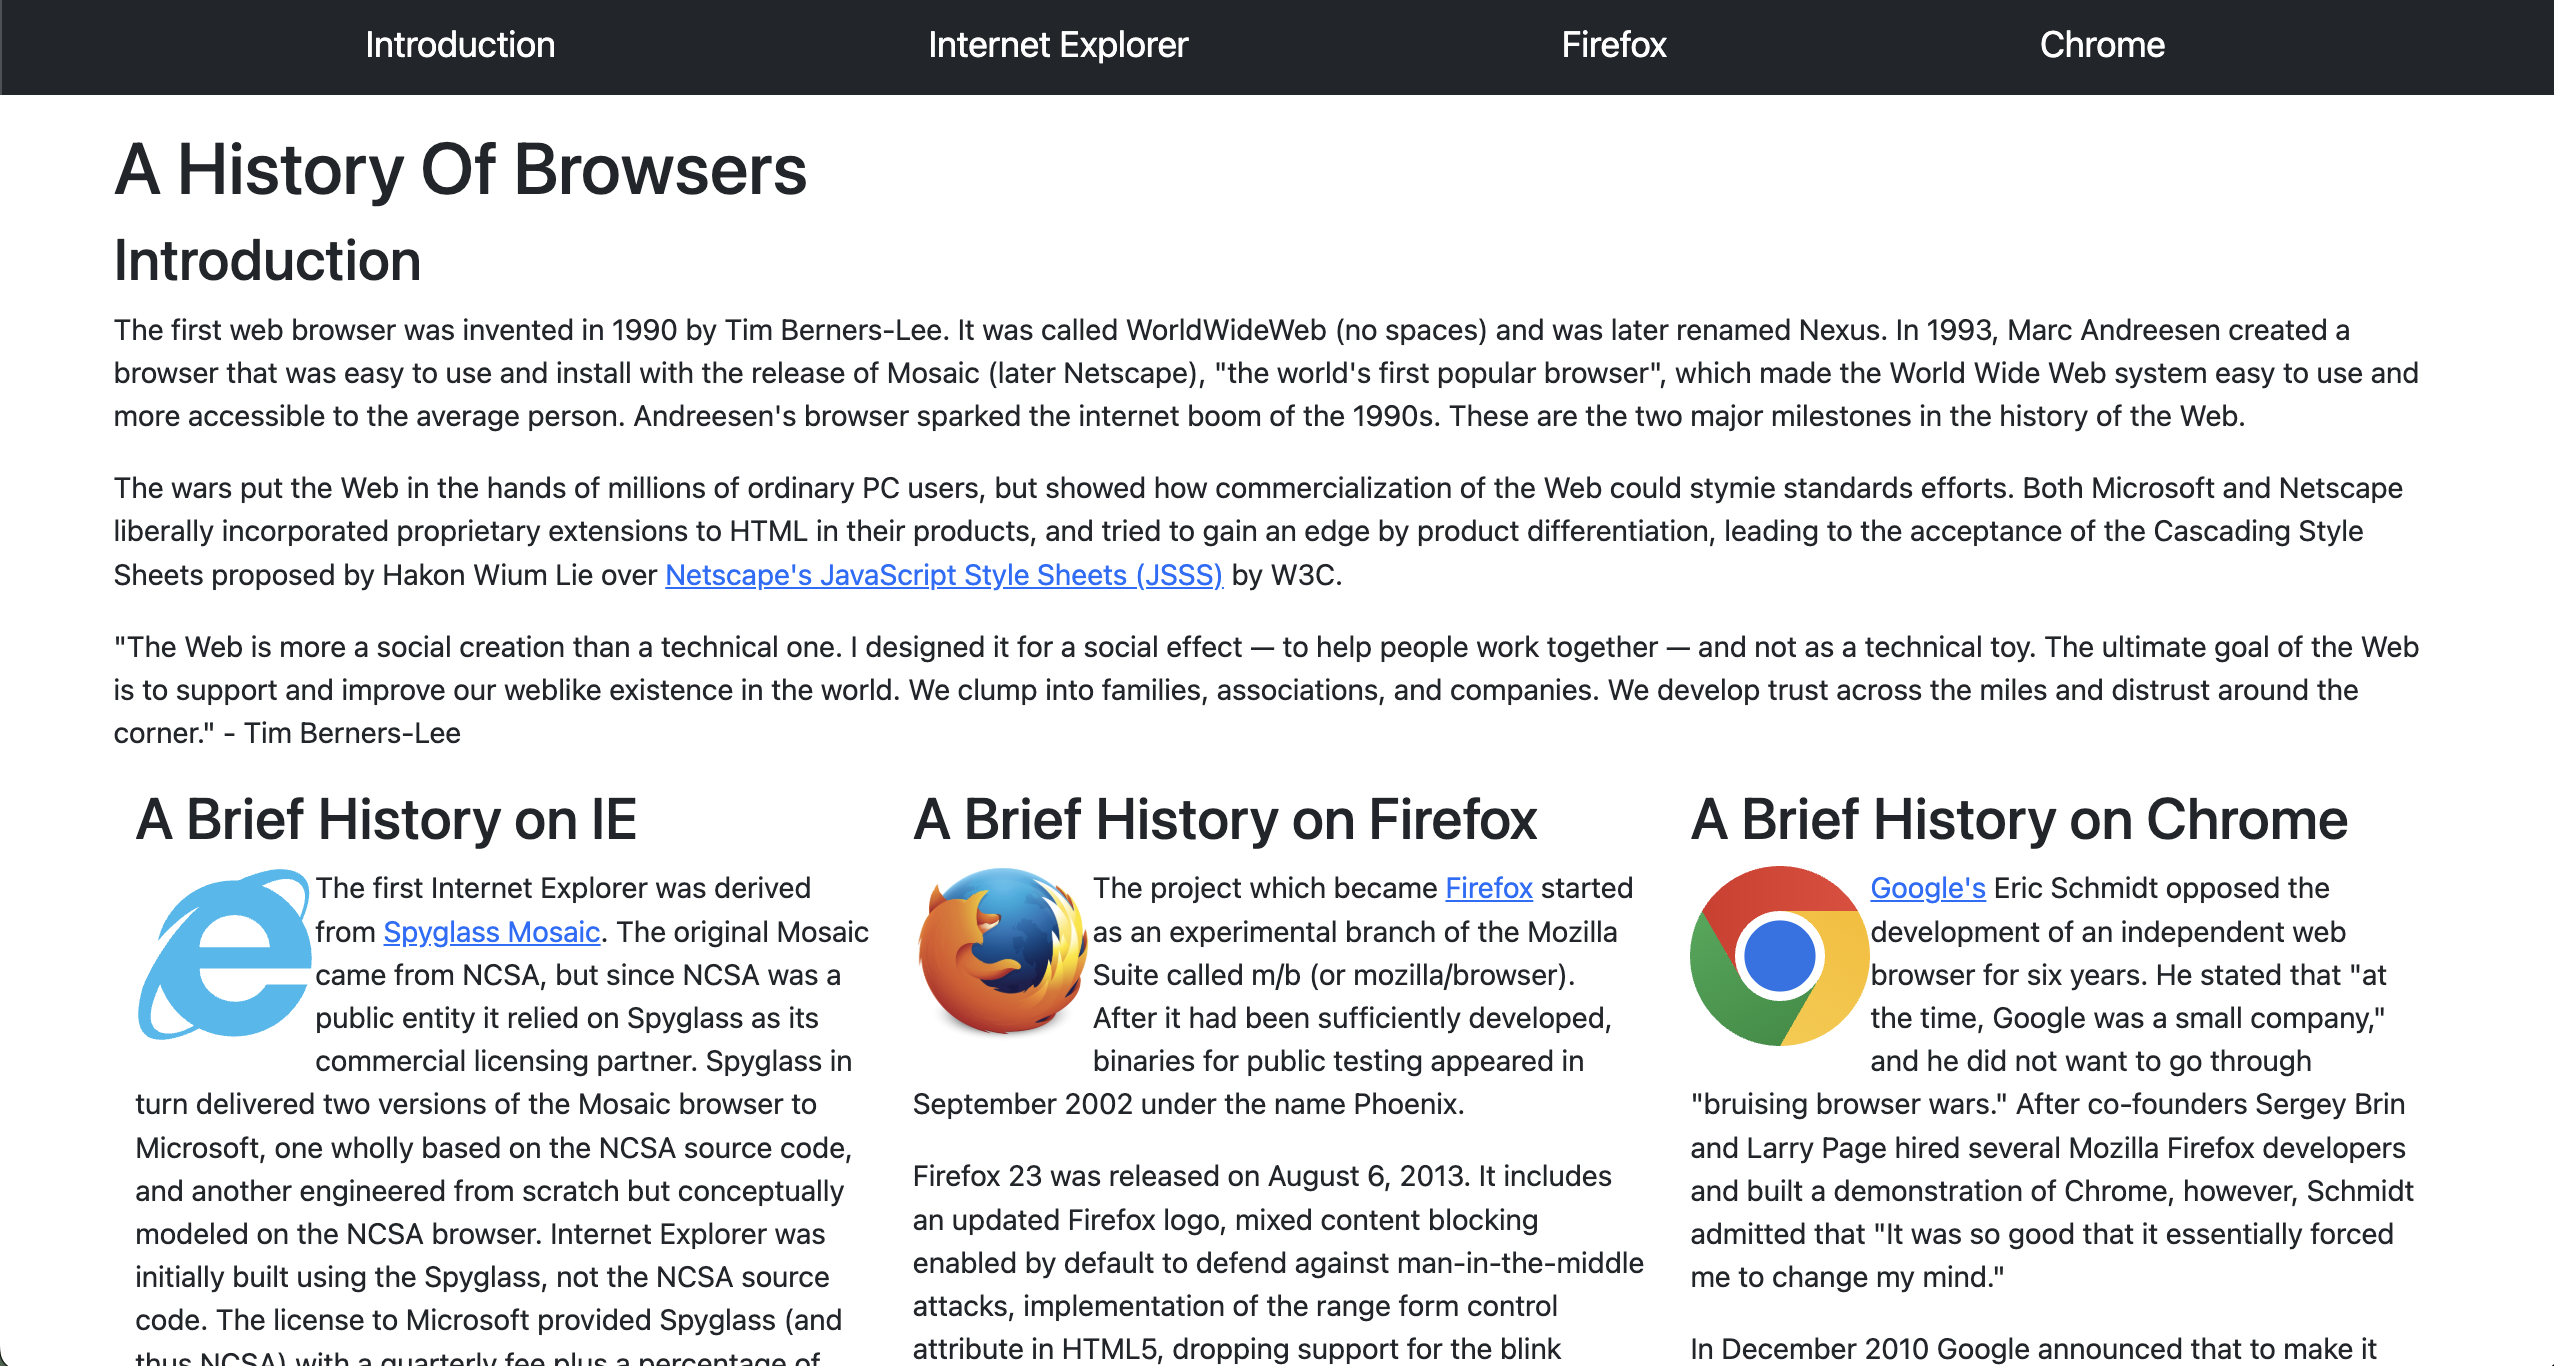 Introduction
Internet Explorer
Firefox
Chrome
A History Of Browsers
Introduction
The first web browser was invented in 1990 by Tim Berners-Lee. It was called WorldWideWeb (no spaces) and was later renamed Nexus. In 1993, Marc Andreesen created a
browser that was easy to use and install with the release of Mosaic (later Netscape), "the world's first popular browser", which made the World Wide Web system easy to use and
more accessible to the average person. Andreesen's browser sparked the internet boom of the 1990s. These are the two major milestones in the history of the Web.
The wars put the Web in the hands of millions of ordinary PC users, but showed how commercialization of the Web could stymie standards efforts. Both Microsoft and Netscape
liberally incorporated proprietary extensions to HTML in their products, and tried to gain an edge by product differentiation, leading to the acceptance of the Cascading Style
Sheets proposed by Hakon Wium Lie over Netscape's JavaScript Style Sheets (JSSS) by W3C.
"The Web is more a social creation than a technical one. I designed it for a social effect — to help people work together — and not as a technical toy. The ultimate goal of the Web
is to support and improve our weblike existence in the world. We clump into families, associations, and companies. We develop trust across the miles and distrust around the
corner." - Tim Berners-Lee
A Brief History on IE
The first Internet Explorer was derived
from Spyglass Mosaic. The original Mosaic
came from NCSA, but since NCSA was a
public entity it relied on Spyglass as its
commercial licensing partner. Spyglass in
turn delivered two versions of the Mosaic browser to
Microsoft, one wholly based on the NCSA source code,
and another engineered from scratch but conceptually
modeled on the NCSA browser. Internet Explorer was
initially built using the Spyglass, not the NCSA source
code. The license to Microsoft provided Spyglass (and
thus NCSA) with a quarterly fee plus a percentage of
A Brief History on Firefox
The project which became Firefox started
as an experimental branch of the Mozilla
Suite called m/b (or mozilla/browser).
After it had been sufficiently developed,
binaries for public testing appeared in
September 2002 under the name Phoenix.
Firefox 23 was released on August 6, 2013. It includes
an updated Firefox logo, mixed content blocking
enabled by default to defend against man-in-the-middle
attacks, implementation of the range form control
attribute in HTML5, dropping support for the blink
A Brief History on Chrome
Google's Eric Schmidt opposed the
development of an independent web
browser for six years. He stated that "at
the time, Google was a small company,"
and he did not want to go through
"bruising browser wars." After co-founders Sergey Brin
and Larry Page hired several Mozilla Firefox developers
and built a demonstration of Chrome, however, Schmidt
admitted that "It was so good that it essentially forced
me to change my mind."
In December 2010 Google announced that to make it